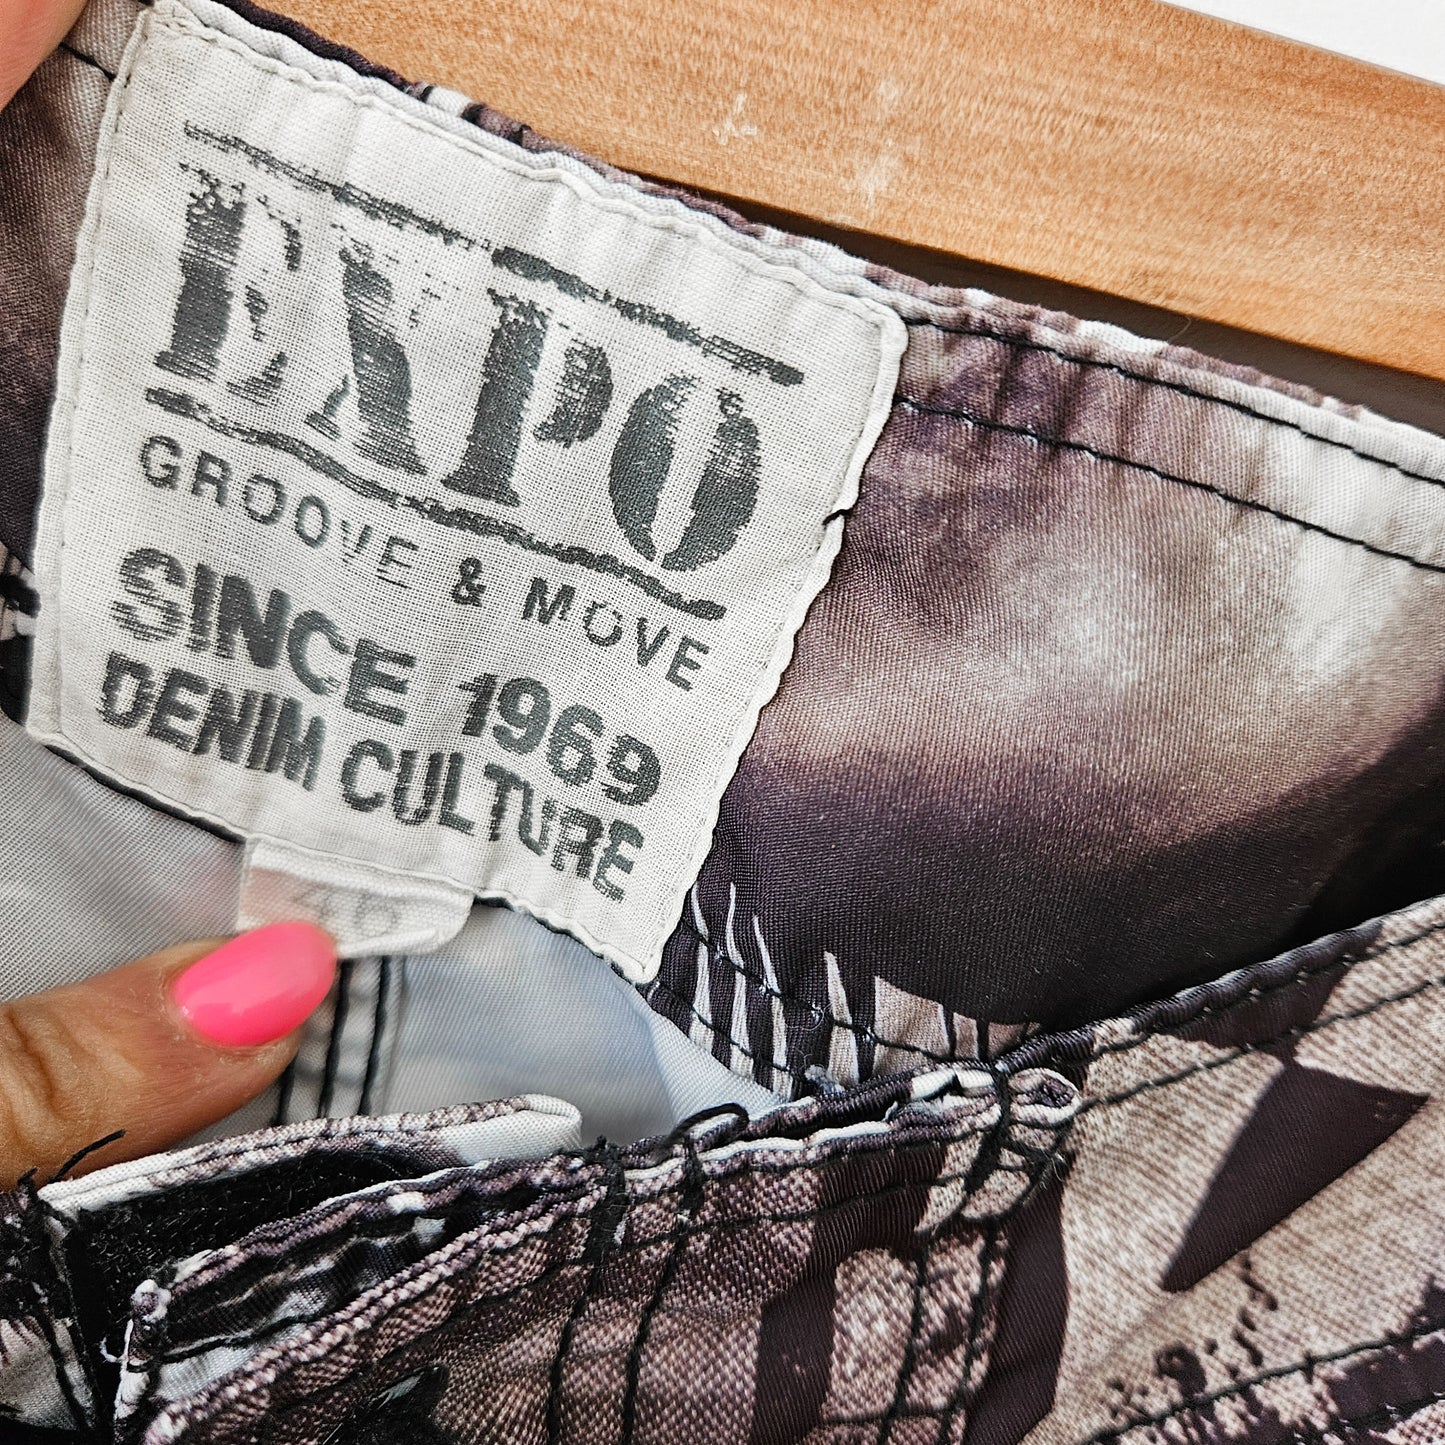 EXPO
GROOVE & MOVE
SINCE 1969
DENIM CULTURE